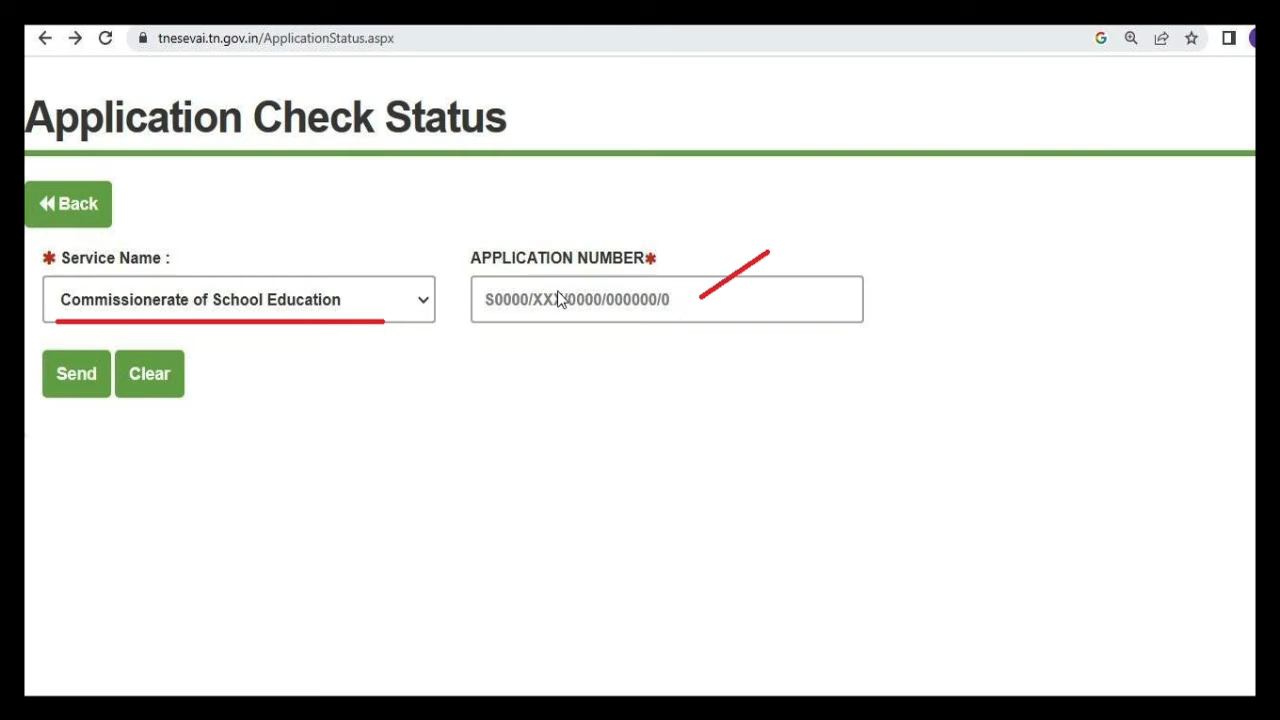 tnesevai.tn.gov.in/ApplicationStatus.aspx
Application Check Status
Back
* Service Name :
APPLICATION NUMBER*
Commissionerate of School Education
S0000/XXX/0000/000000/0
Send
Clear